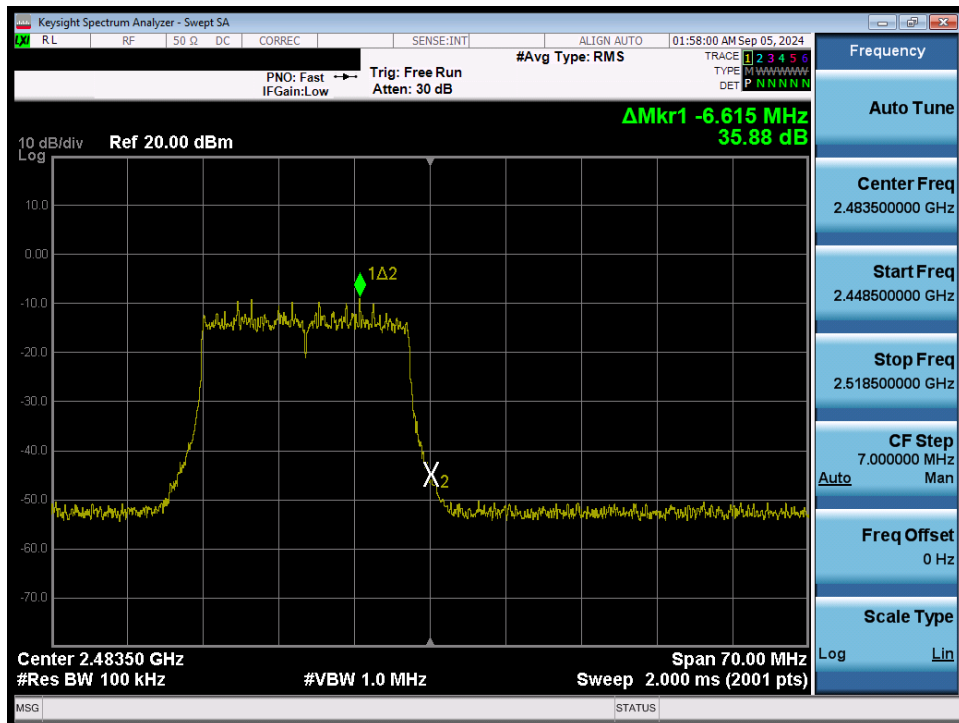 Keysight Spectrum Analyzer - Swept SA
LXI RL RF 50 Ω DC CORREC SENSE:INT ALIGN AUTO 01:58:00 AM Sep 05, 2024
#Avg Type: RMS
PNO: Fast
IFGain:Low
Trig: Free Run
Atten: 30 dB
TRACE 1 2 3 4 5 6
TYPE M WWWWW
DET P N N N N N
ΔMkr1 -6.615 MHz
35.88 dB
10 dB/div
Log
Ref 20.00 dBm
10.0
0.00
-10.0
-20.0
-30.0
-40.0
-50.0
-60.0
-70.0
1Δ2
X2
Center 2.48350 GHz
Span 70.00 MHz
#Res BW 100 kHz
#VBW 1.0 MHz
Sweep 2.000 ms (2001 pts)
MSG
STATUS
Frequency
Auto Tune
Center Freq
2.483500000 GHz
Start Freq
2.448500000 GHz
Stop Freq
2.518500000 GHz
CF Step
7.000000 MHz
Auto Man
Freq Offset
0 Hz
Scale Type
Log Lin